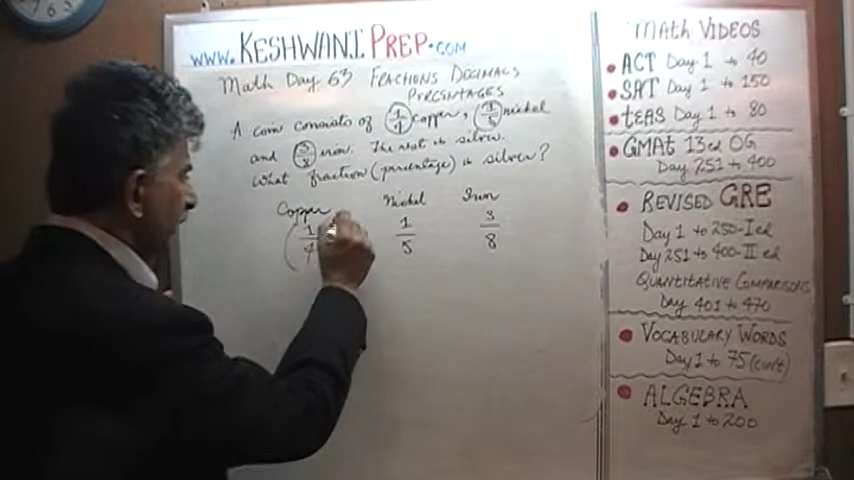 www.KESHWANIPREP.com
Math Day 63 FRACTIONS DECIMALS
PERCENTAGES
A coin consists of 1/4 copper, 1/5 nickel
and 3/8 iron. The rest is silver.
What fraction (percentage) is silver?
Copper Nickel Iron
1/4 1/5 3/8
Math VIDEOS
ACT Day 1 to 40
SAT Day 1 to 150
tEAS Day 1 to 80
GMAt 13 ed OG
Day 251 to 400
REVISED GRE
Day 1 to 250-I ed
Day 251 to 400-II ed
QUANTITATIVE COMPARISONS
Day 401 to 470
VOCABULARY WORDS
Day 1 to 75 (con't)
ALGEBRA
Day 1 to 200